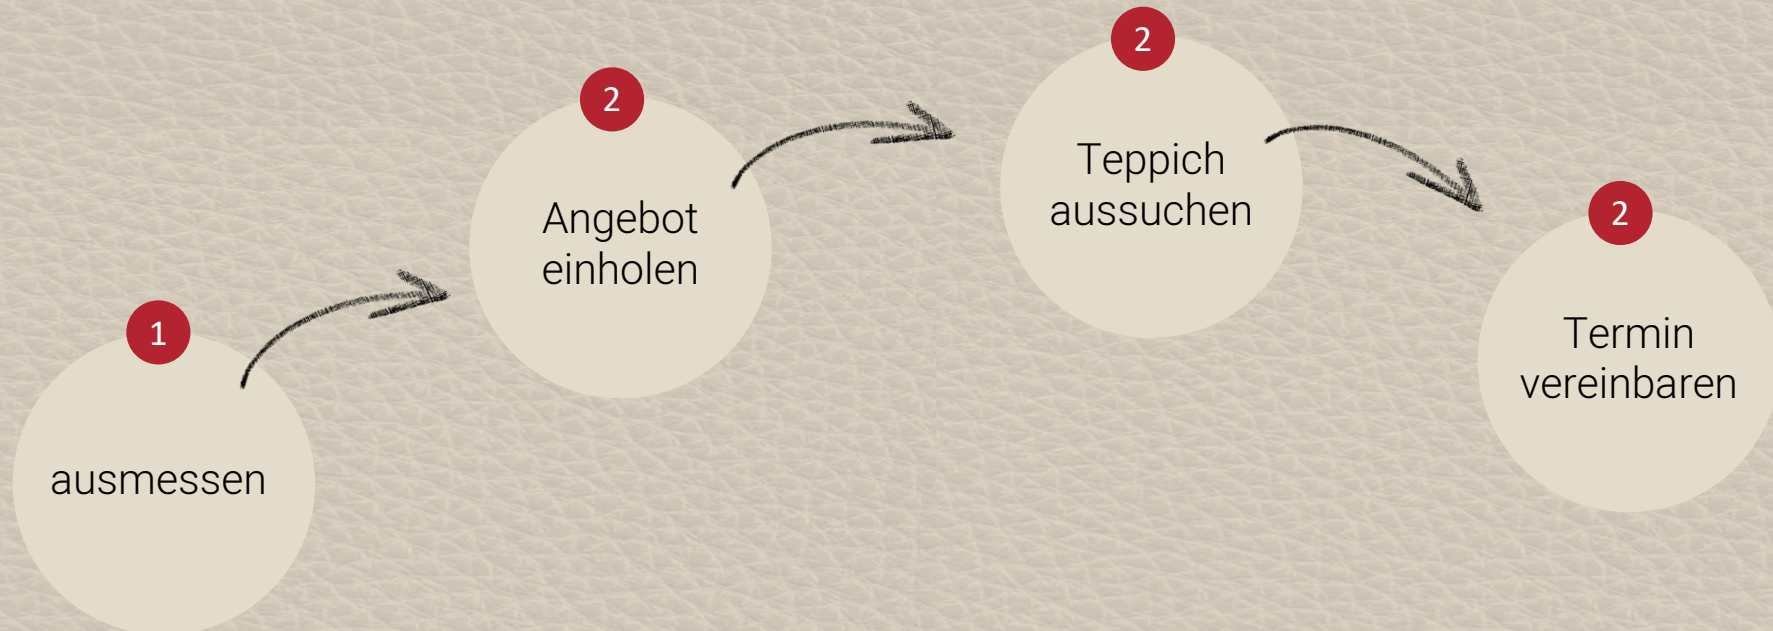 1
ausmessen
2
Angebot
einholen
2
Teppich
aussuchen
2
Termin
vereinbaren